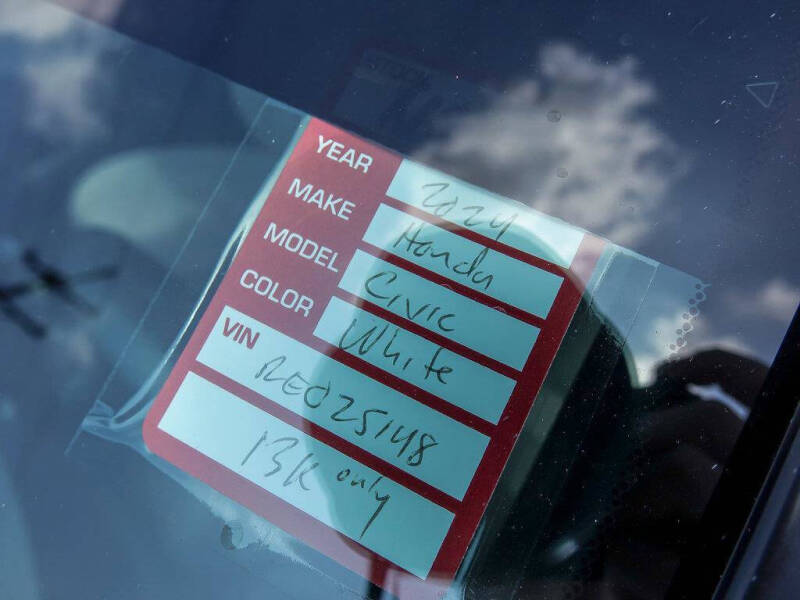 YEAR 2024
MAKE Honda
MODEL Civic
COLOR White
VIN
RE025148
13K only